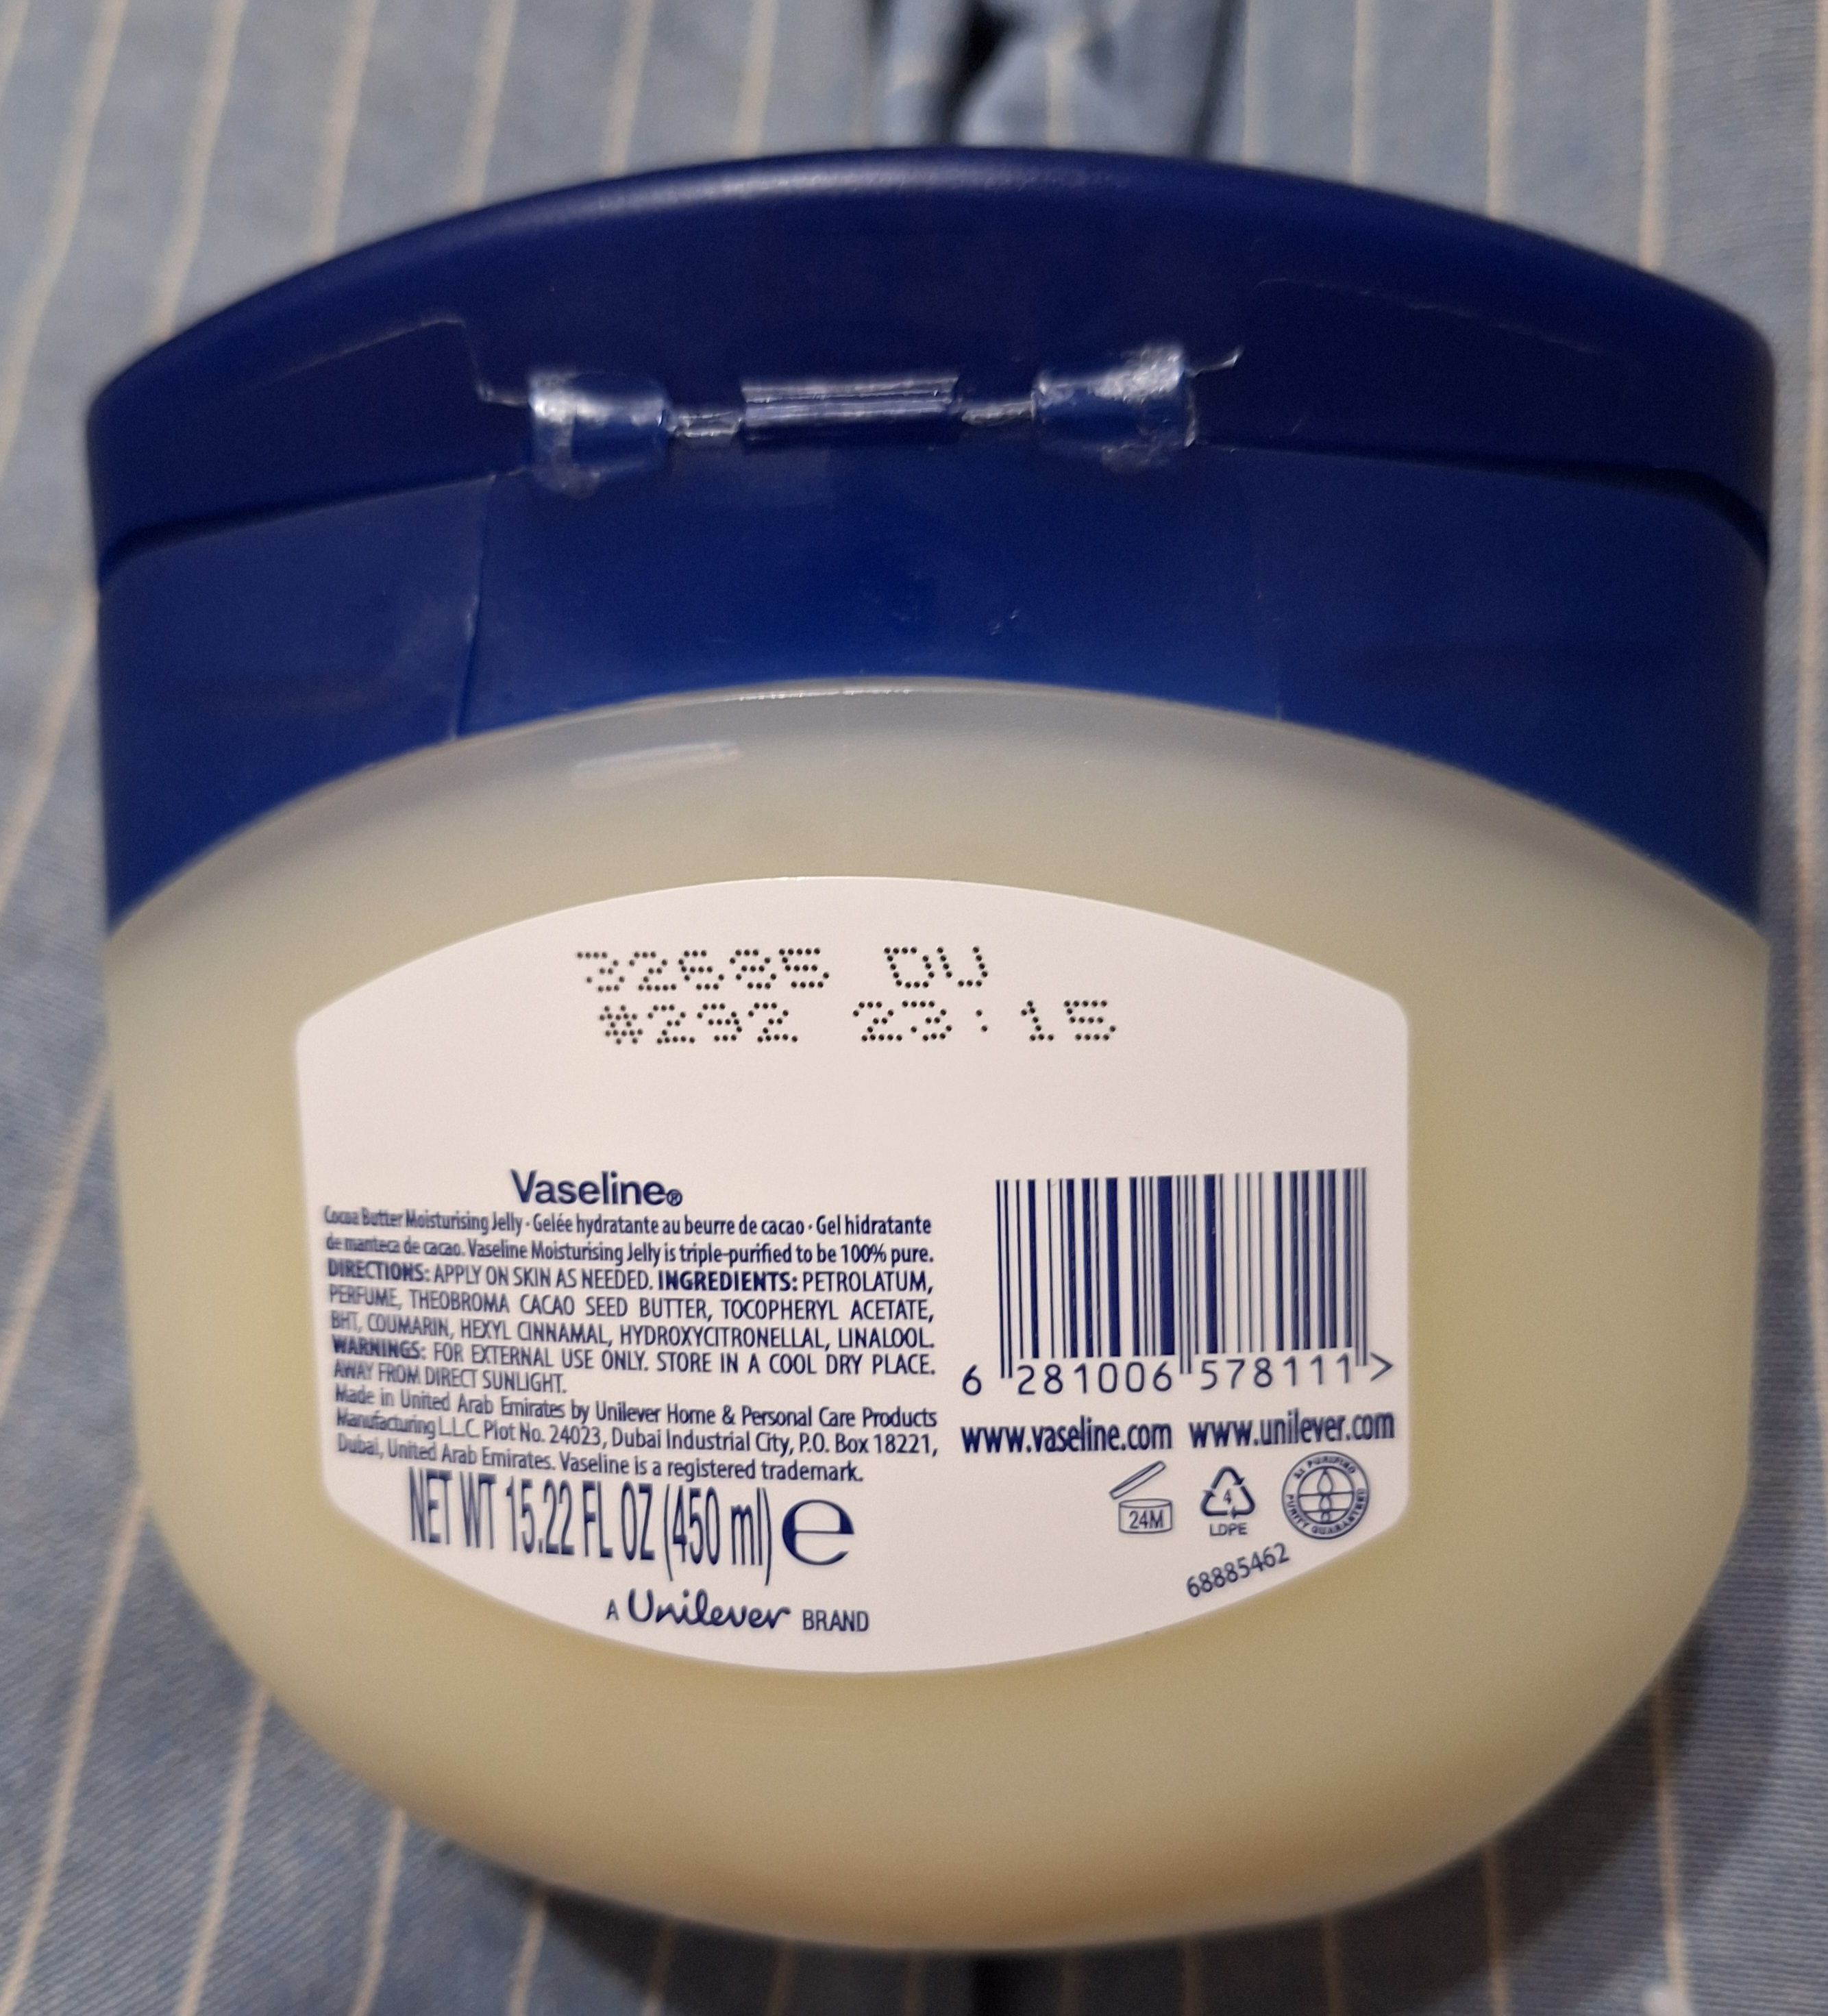 32685 DU
#292 23:15
Vaseline®
Cocoa Butter Moisturising Jelly · Gelée hydratante au beurre de cacao · Gel hidratante
de manteca de cacao. Vaseline Moisturising Jelly is triple-purified to be 100% pure.
DIRECTIONS: APPLY ON SKIN AS NEEDED. INGREDIENTS: PETROLATUM,
PERFUME, THEOBROMA CACAO SEED BUTTER, TOCOPHERYL ACETATE,
BHT, COUMARIN, HEXYL CINNAMAL, HYDROXYCITRONELLAL, LINALOOL.
WARNINGS: FOR EXTERNAL USE ONLY. STORE IN A COOL DRY PLACE.
AWAY FROM DIRECT SUNLIGHT.
Made in United Arab Emirates by Unilever Home & Personal Care Products
Manufacturing L.L.C. Plot No. 24023, Dubai Industrial City, P.O. Box 18221,
Dubai, United Arab Emirates. Vaseline is a registered trademark.
NET WT 15.22 FL OZ (450 ml) e
A Unilever BRAND
6 281006 578111 >
www.vaseline.com www.unilever.com
24M
4
LDPE
PURIFIED
PURITY GUARANTEED
68885462